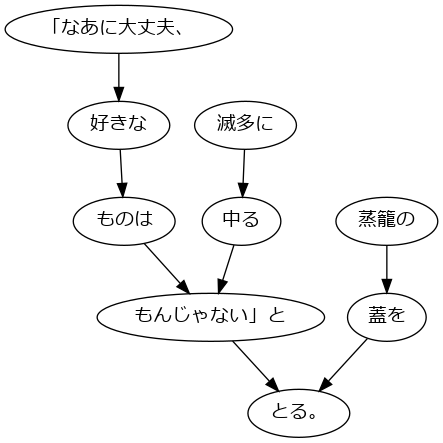 「なあに大丈夫、
好きな
滅多に
ものは
中る
蒸籠の
もんじゃない」と
蓋を
とる。